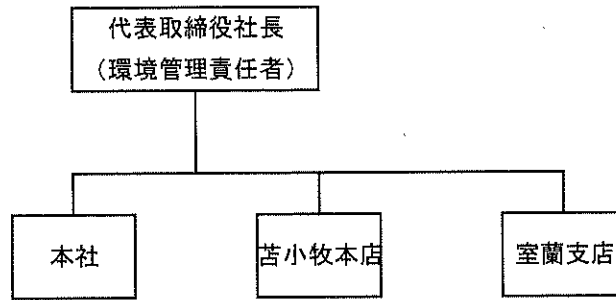 代表取締役社長
（環境管理責任者）
本社
苫小牧本店
室蘭支店